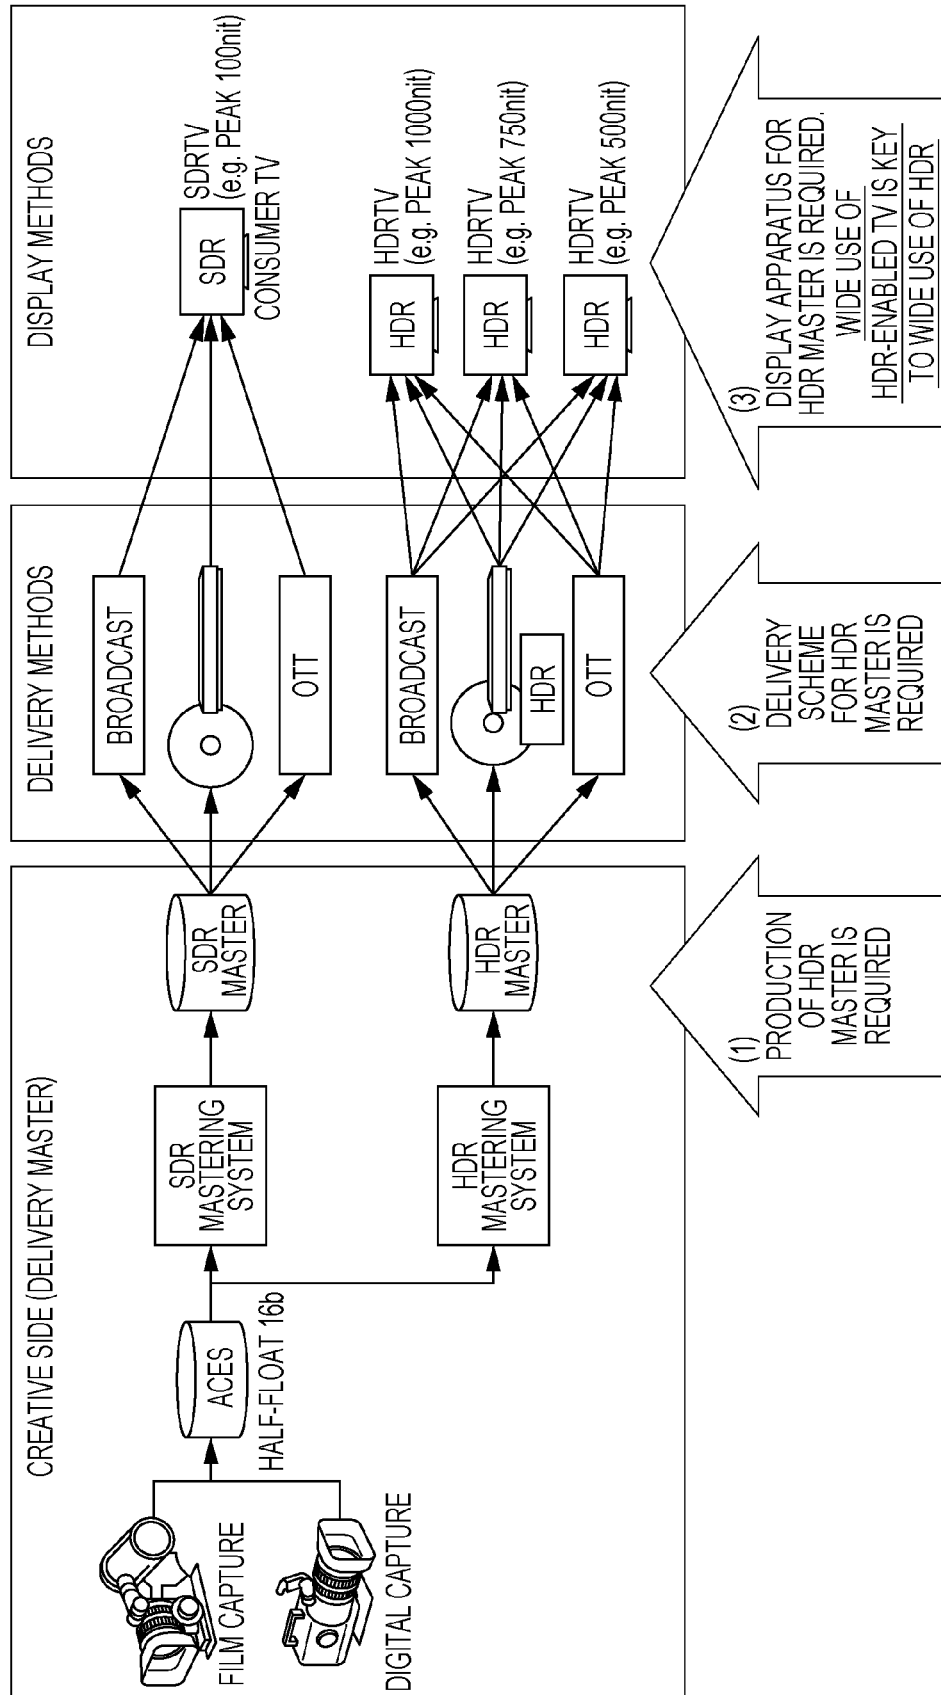 CREATIVE SIDE (DELIVERY MASTER)
FILM CAPTURE
DIGITAL CAPTURE
ACES
HALF-FLOAT 16b
SDR
MASTERING
SYSTEM
HDR
MASTERING
SYSTEM
SDR
MASTER
HDR
MASTER
DELIVERY METHODS
BROADCAST
OTT
BROADCAST
HDR
OTT
DISPLAY METHODS
SDR
SDRTV
(e.g. PEAK 100nit)
CONSUMER TV
HDR
HDRTV
(e.g. PEAK 1000nit)
HDR
HDRTV
(e.g. PEAK 750nit)
HDR
HDRTV
(e.g. PEAK 500nit)
(1)
PRODUCTION
OF HDR
MASTER IS
REQUIRED
(2)
DELIVERY
SCHEME
FOR HDR
MASTER IS
REQUIRED
(3)
DISPLAY APPARATUS FOR
HDR MASTER IS REQUIRED.
WIDE USE OF
HDR-ENABLED TV IS KEY
TO WIDE USE OF HDR